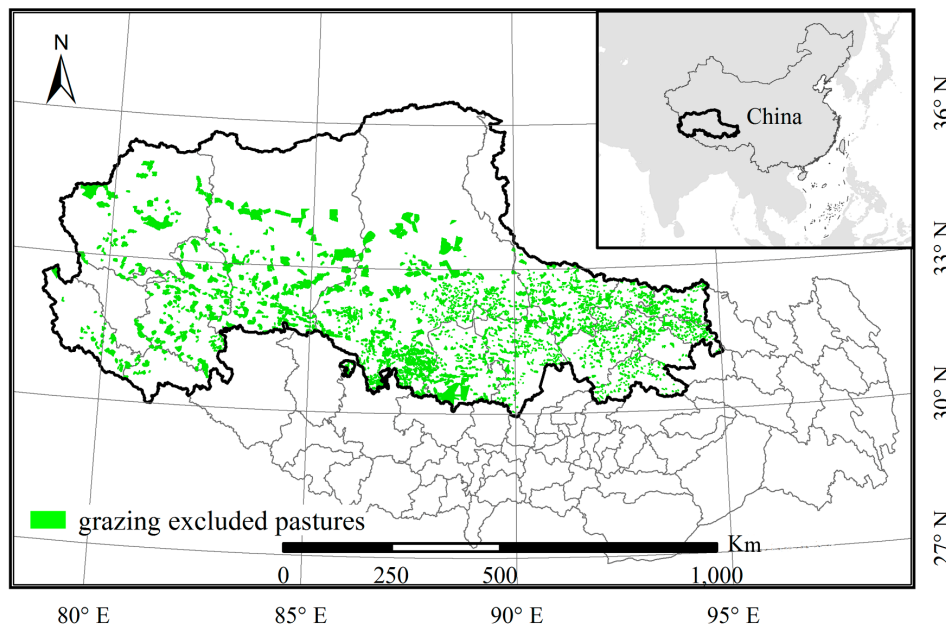 N
China
36° N
33° N
30° N
27° N
grazing excluded pastures
Km
0 250 500 1,000
80° E 85° E 90° E 95° E